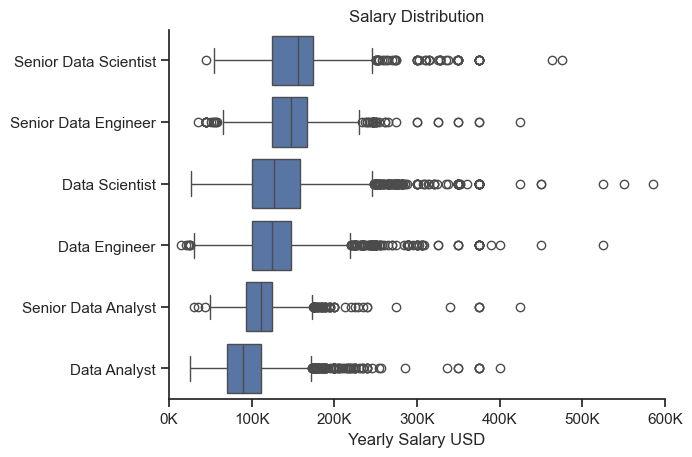 Salary Distribution
Senior Data Scientist
Senior Data Engineer
Data Scientist
Data Engineer
Senior Data Analyst
Data Analyst
0K 100K 200K 300K 400K 500K 600K
Yearly Salary USD